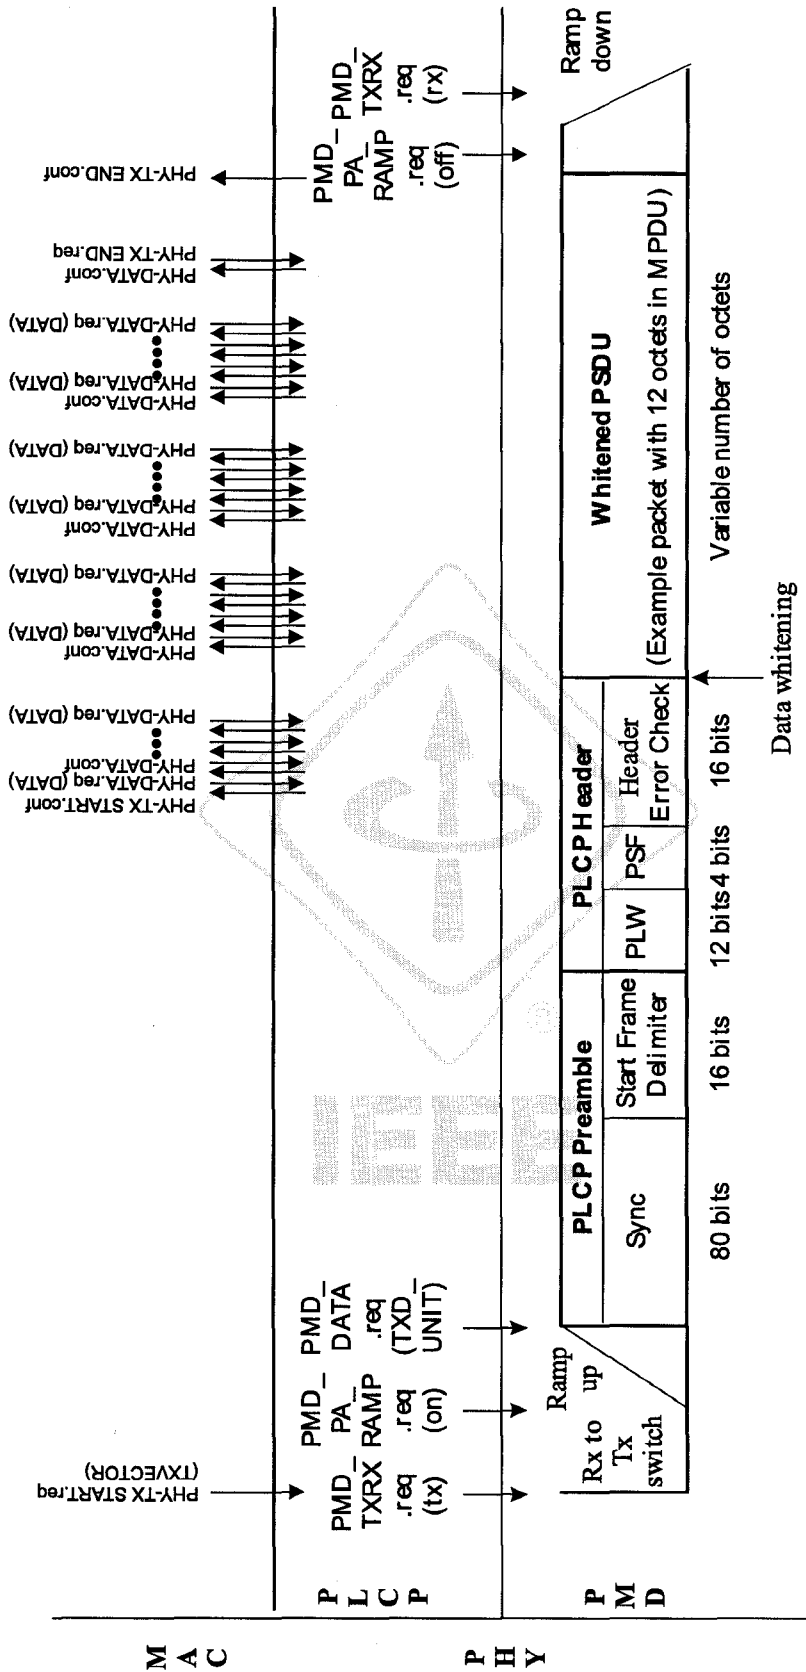 M
A
C
P
H
Y
P
L
C
P
P
M
D
PHY-TX START.req
(TXVECTOR)
PHY-TX START.conf
PHY-DATA.req (DATA)
PHY-DATA.conf
PHY-DATA.req (DATA)
PHY-DATA.conf
PHY-DATA.req (DATA)
PHY-DATA.req (DATA)
PHY-DATA.conf
PHY-DATA.req (DATA)
PHY-DATA.req (DATA)
PHY-DATA.conf
PHY-DATA.req (DATA)
PHY-DATA.req (DATA)
PHY-DATA.conf
PHY-TX END.req
PHY-TX END.conf
PMD_
TXRX
.req
(tx)
PMD_
PA_
RAMP
.req
(on)
PMD_
DATA
.req
(TXD_
UNIT)
PMD_
PA_
RAMP
.req
(off)
PMD_
TXRX
.req
(rx)
IEEE
®
Rx to
Tx
switch
Ramp
up
PLCP Preamble
Sync
Start Frame
Delimiter
PLCP Header
PLW
PSF
Header
Error Check
Whitened PSDU
(Example packet with 12 octets in MPDU)
Ramp
down
80 bits
16 bits
12 bits
4 bits
16 bits
Variable number of octets
Data whitening